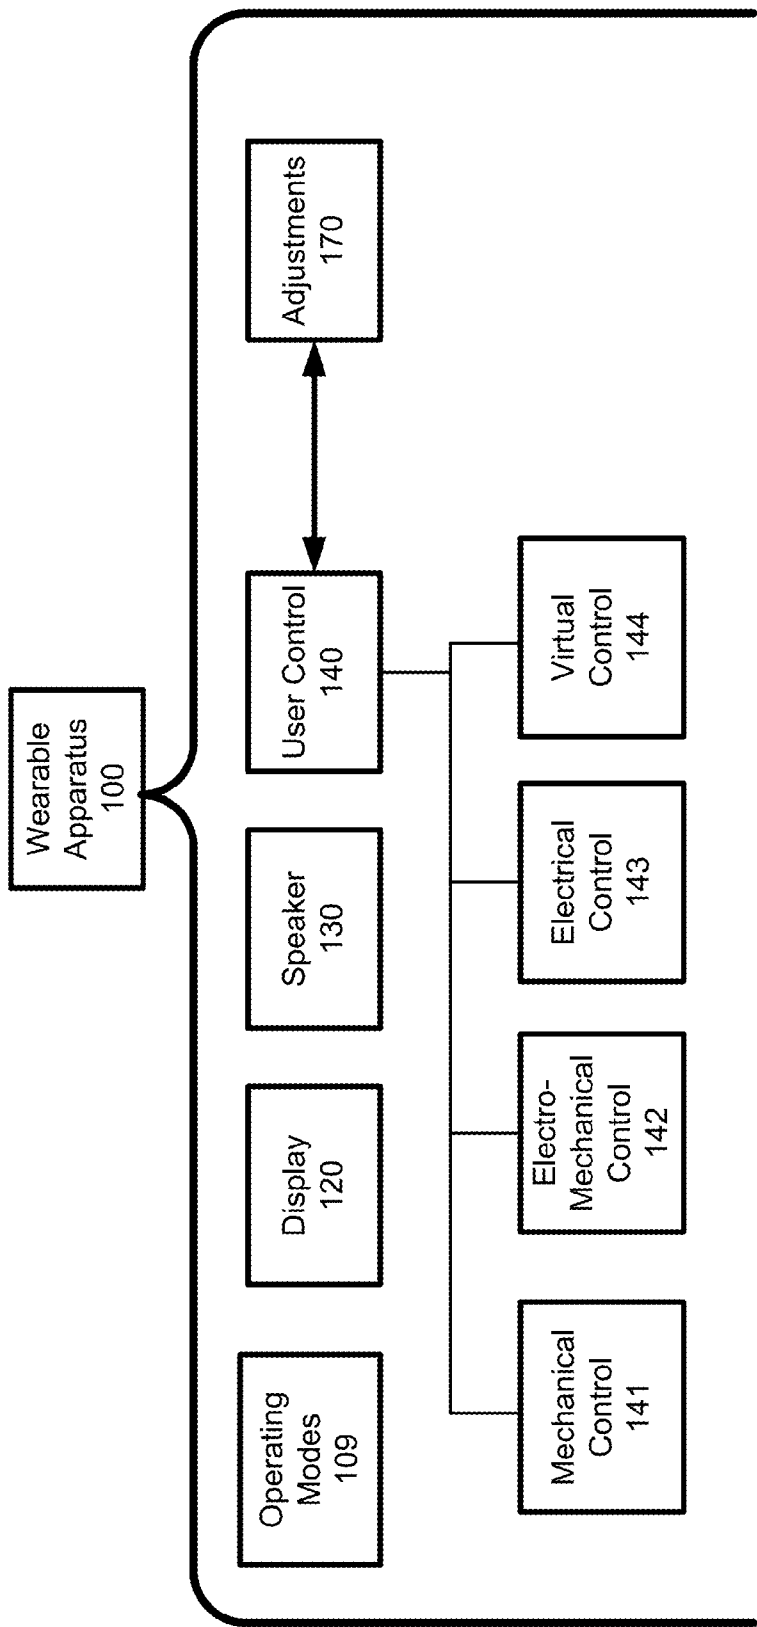 Wearable
Apparatus
100
Operating
Modes
109
Display
120
Speaker
130
User Control
140
Adjustments
170
Mechanical
Control
141
Electro-
Mechanical
Control
142
Electrical
Control
143
Virtual
Control
144